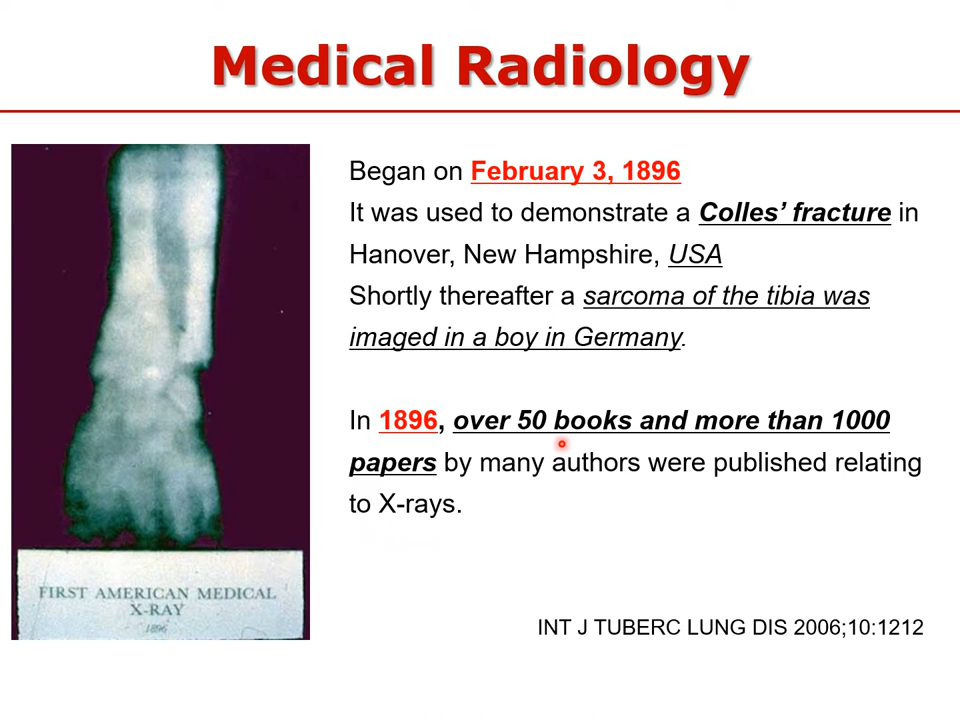 Medical Radiology
Began on February 3, 1896
It was used to demonstrate a Colles’ fracture in
Hanover, New Hampshire, USA
Shortly thereafter a sarcoma of the tibia was
imaged in a boy in Germany.
In 1896, over 50 books and more than 1000
papers by many authors were published relating
to X-rays.
FIRST AMERICAN MEDICAL
X-RAY
1896
INT J TUBERC LUNG DIS 2006;10:1212